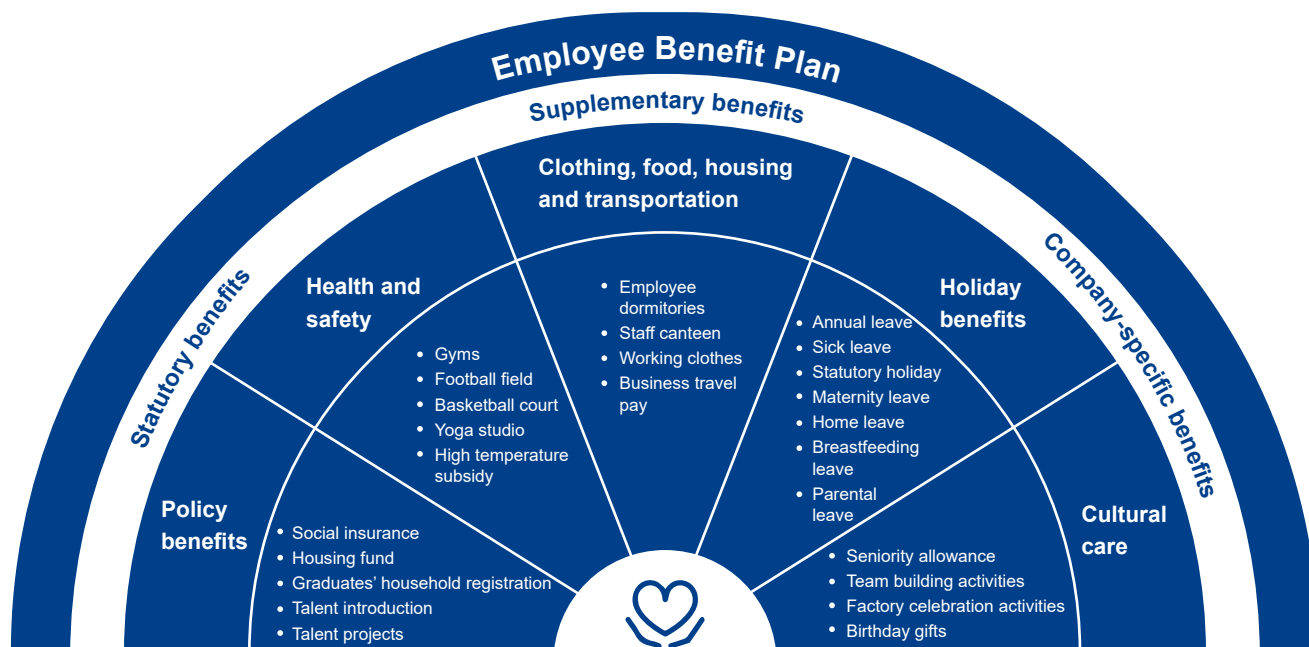 Employee Benefit Plan
Supplementary benefits
Statutory benefits
Company-specific benefits
Policy
benefits
• Social insurance
• Housing fund
• Graduates’ household registration
• Talent introduction
• Talent projects
Health and
safety
• Gyms
• Football field
• Basketball court
• Yoga studio
• High temperature
subsidy
Clothing, food, housing
and transportation
• Employee
dormitories
• Staff canteen
• Working clothes
• Business travel
pay
Holiday
benefits
• Annual leave
• Sick leave
• Statutory holiday
• Maternity leave
• Home leave
• Breastfeeding
leave
• Parental
leave
Cultural
care
• Seniority allowance
• Team building activities
• Factory celebration activities
• Birthday gifts